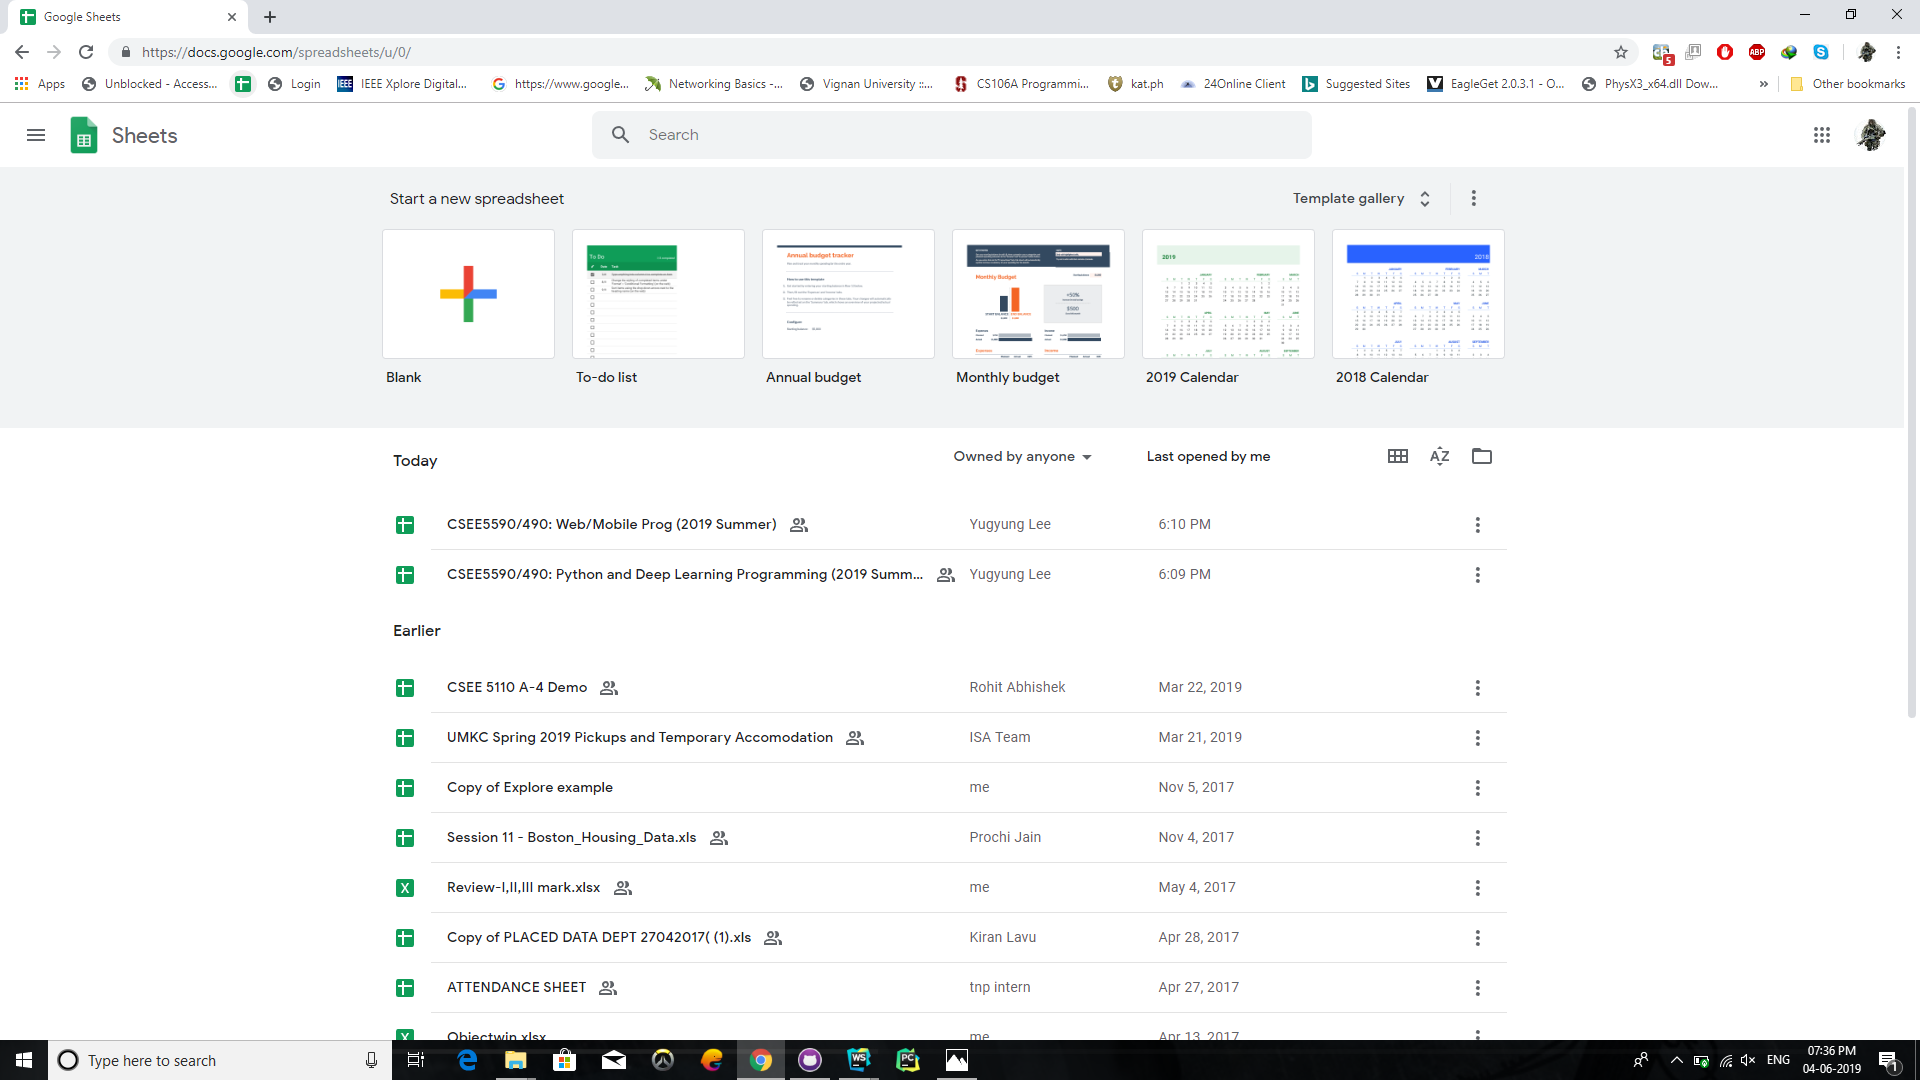 Google Sheets
https://docs.google.com/spreadsheets/u/0/
Apps
Unblocked - Access...
Login
IEEE Xplore Digital...
https://www.google...
Networking Basics -...
Vignan University ::...
CS106A Programmi...
kat.ph
24Online Client
Suggested Sites
EagleGet 2.0.3.1 - O...
PhysX3_x64.dll Dow...
Other bookmarks
Sheets
Search
Start a new spreadsheet
Template gallery
To Do
Annual budget tracker
Monthly Budget
2019
2018
Blank
To-do list
Annual budget
Monthly budget
2019 Calendar
2018 Calendar
Today
Owned by anyone
Last opened by me
CSEE5590/490: Web/Mobile Prog (2019 Summer) Yugyung Lee 6:10 PM
CSEE5590/490: Python and Deep Learning Programming (2019 Summ... Yugyung Lee 6:09 PM
Earlier
CSEE 5110 A-4 Demo Rohit Abhishek Mar 22, 2019
UMKC Spring 2019 Pickups and Temporary Accomodation ISA Team Mar 21, 2019
Copy of Explore example me Nov 5, 2017
Session 11 - Boston_Housing_Data.xls Prochi Jain Nov 4, 2017
Review-I,II,III mark.xlsx me May 4, 2017
Copy of PLACED DATA DEPT 27042017( (1).xls Kiran Lavu Apr 28, 2017
ATTENDANCE SHEET tnp intern Apr 27, 2017
Objectwin.xlsx me Apr 13, 2017
Type here to search
ENG
07:36 PM
04-06-2019